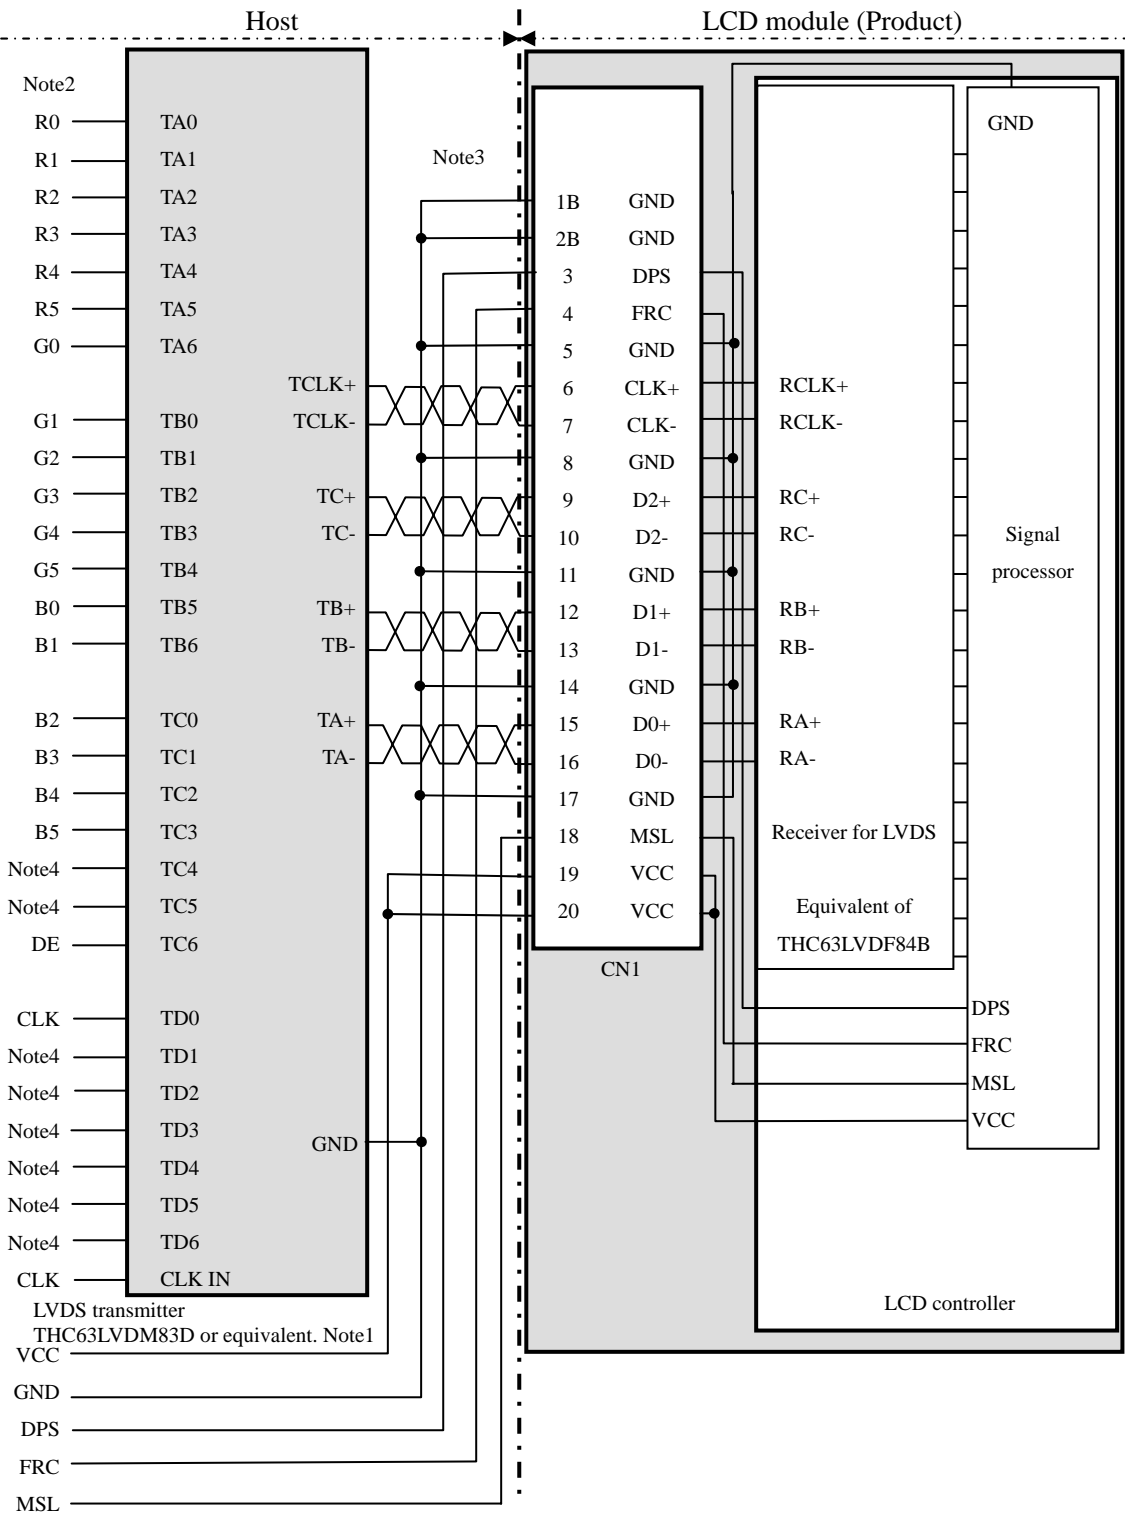 Host
LCD module (Product)
Note2
R0 TA0
R1 TA1
R2 TA2
R3 TA3
R4 TA4
R5 TA5
G0 TA6
TCLK+
G1 TB0 TCLK-
G2 TB1
G3 TB2 TC+
G4 TB3 TC-
G5 TB4
B0 TB5 TB+
B1 TB6 TB-
B2 TC0 TA+
B3 TC1 TA-
B4 TC2
B5 TC3
Note4 TC4
Note4 TC5
DE TC6
CLK TD0
Note4 TD1
Note4 TD2
Note4 TD3
GND
Note4 TD4
Note4 TD5
Note4 TD6
CLK CLK IN
LVDS transmitter
THC63LVDM83D or equivalent. Note1
VCC
GND
DPS
FRC
MSL
Note3
1B GND
2B GND
3 DPS
4 FRC
5 GND
6 CLK+
7 CLK-
8 GND
9 D2+
10 D2-
11 GND
12 D1+
13 D1-
14 GND
15 D0+
16 D0-
17 GND
18 MSL
19 VCC
20 VCC
CN1
RCLK+
RCLK-
RC+
RC-
RB+
RB-
RA+
RA-
Receiver for LVDS
Equivalent of
THC63LVDF84B
GND
Signal
processor
DPS
FRC
MSL
VCC
LCD controller